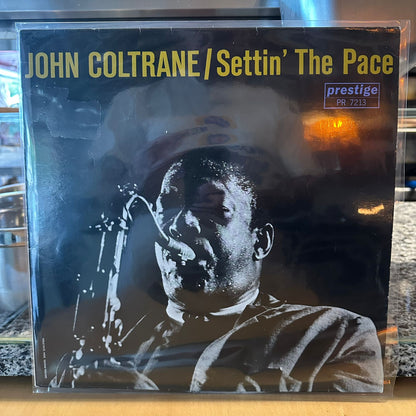 JOHN COLTRANE/Settin' The Pace
prestige
PR 7213